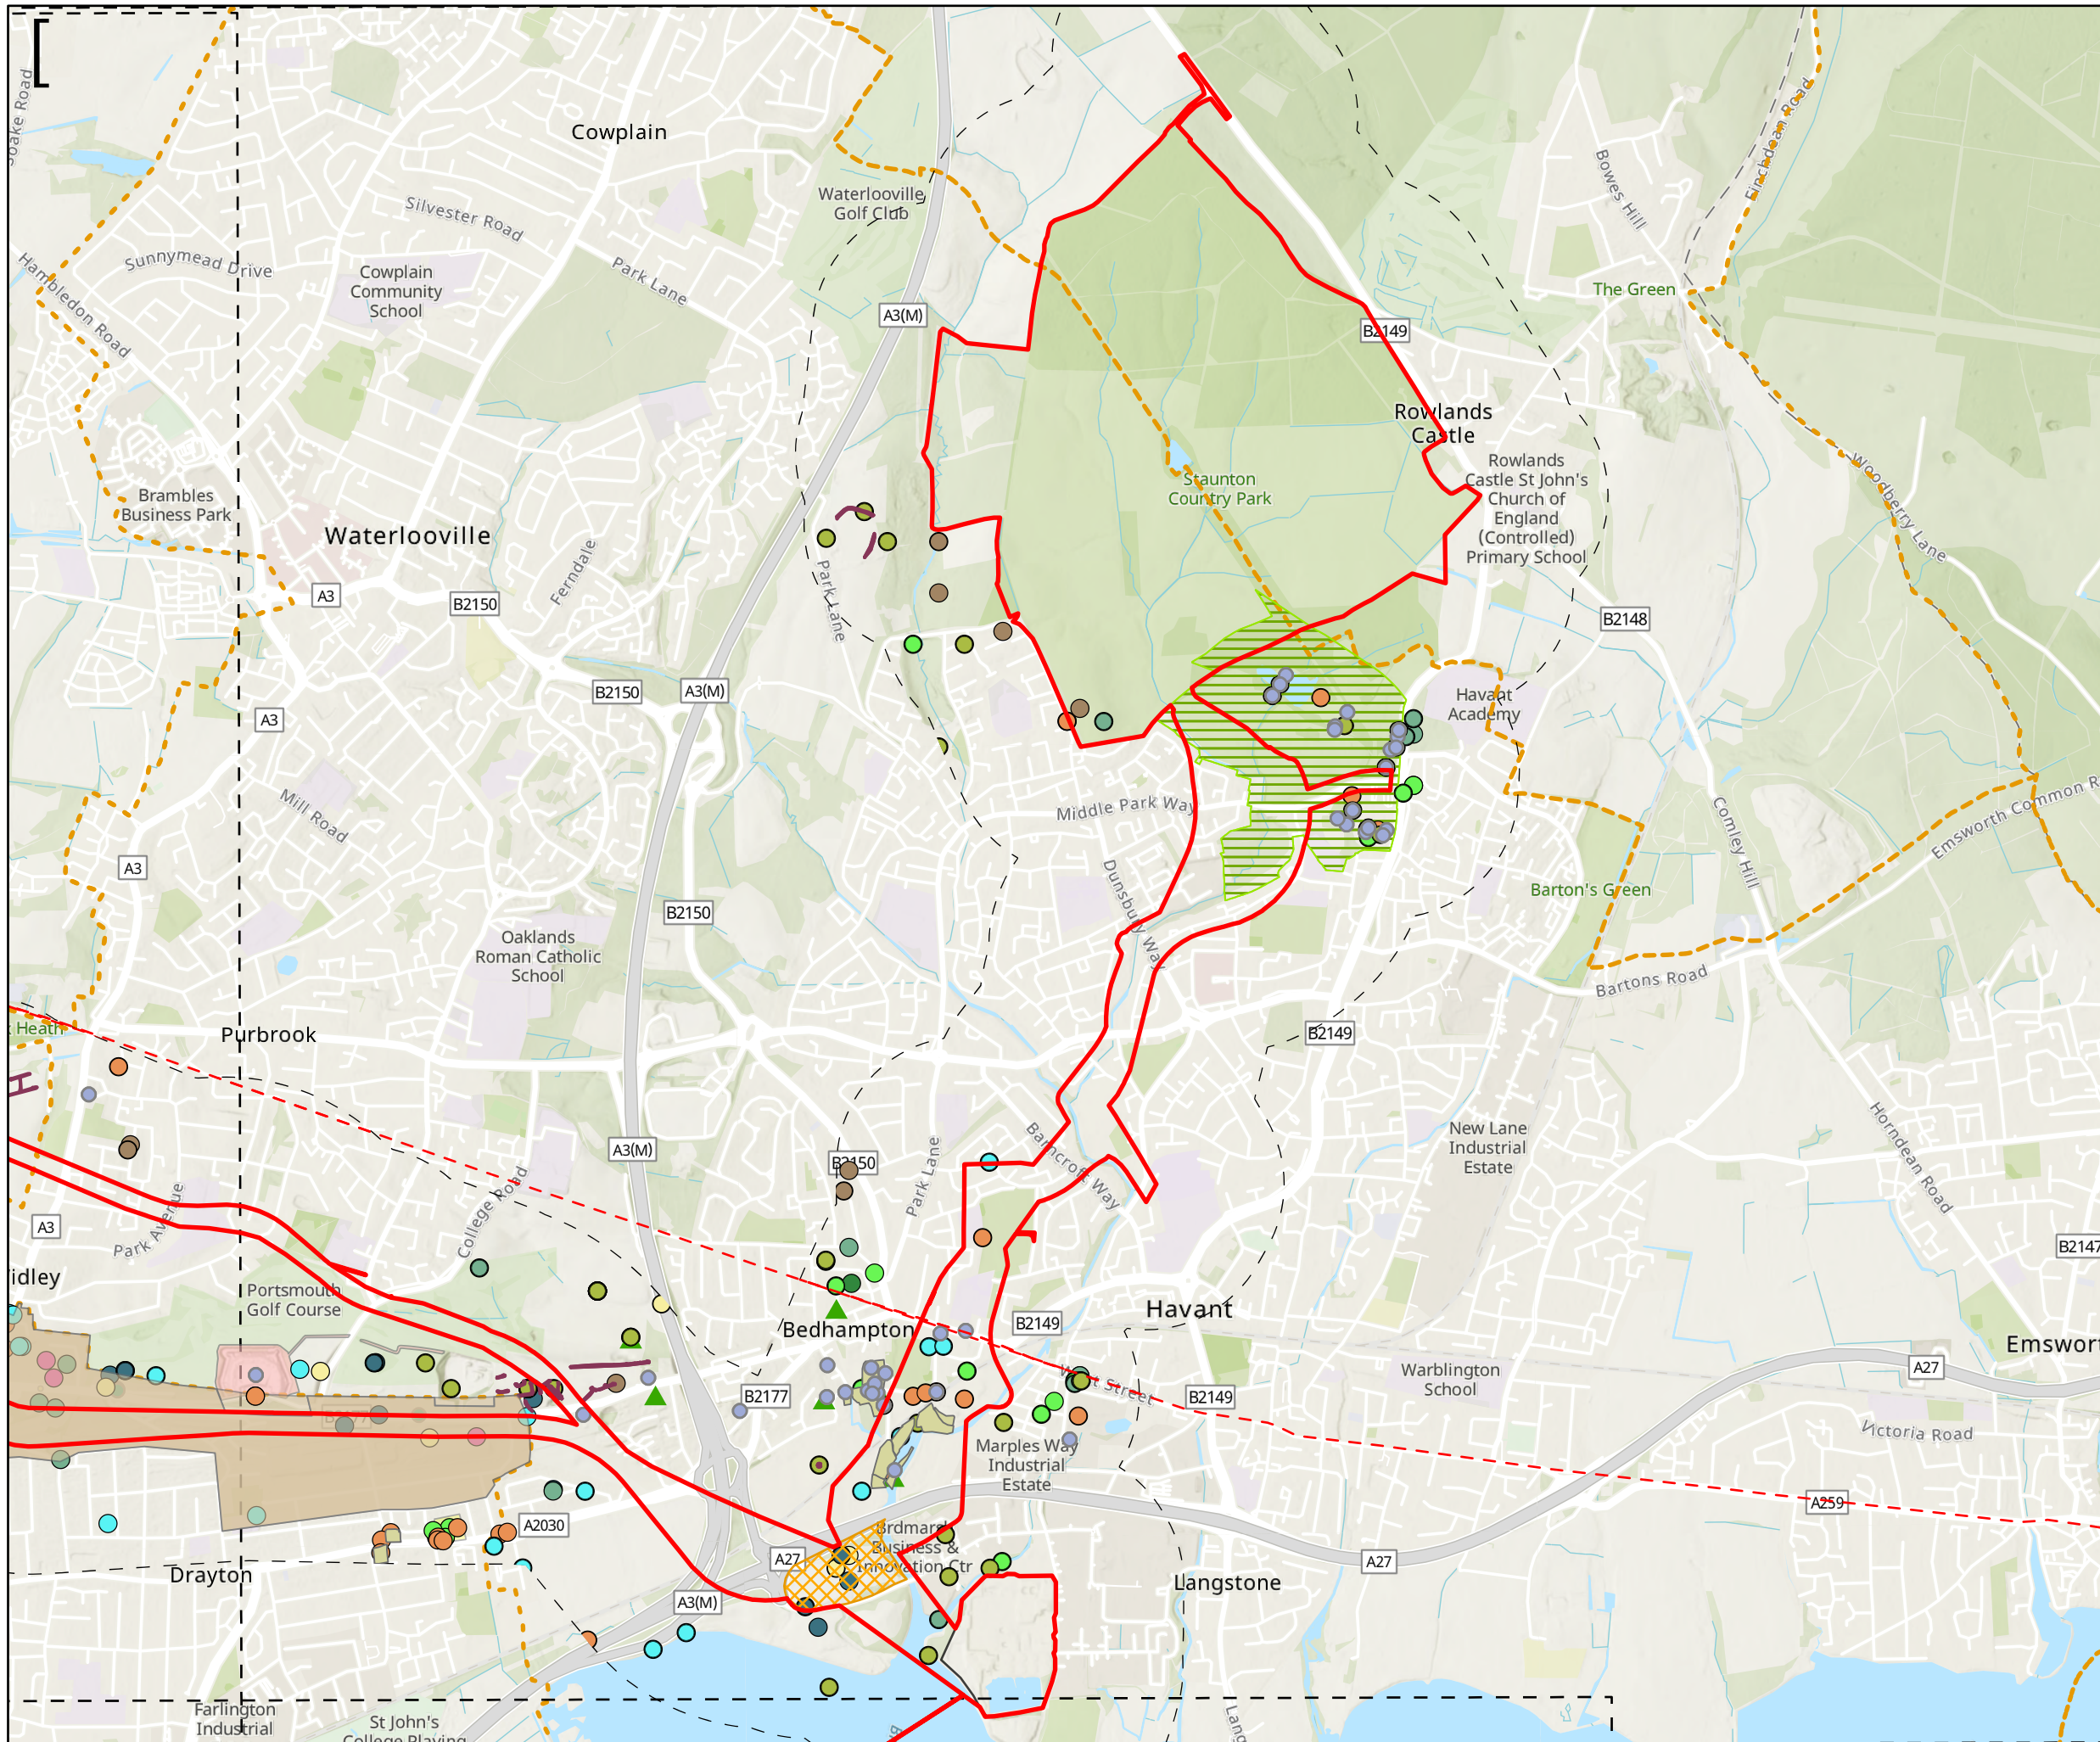 [
Cowplain
Waterlooville
Golf Club
Silvester Road
Bowes Hill
Finchdean Road
Sunnymead Drive
Park Lane
Cowplain
Community
School
Hambledon Road
The Green
A3(M)
B2149
Rowlands
Castle
Staunton
Country Park
Rowlands
Castle St John's
Church of
England
(Controlled)
Primary School
Woodberry Lane
Brambles
Business Park
Waterlooville
Ferndale
Park Lane
A3
B2150
B2148
B2150
A3(M)
A3
Havant
Academy
Mill Road
Middle Park Way
Comley Hill
Emsworth Common R
A3
Dunsbury Way
Barton's Green
B2150
Oaklands
Roman Catholic
School
Bartons Road
Heath
Purbrook
B2149
A3(M)
B2150
Barncroft Way
New Lane
Industrial
Estate
Horndean Road
Park Lane
College Road
Park Avenue
A3
B2147
idley
Portsmouth
Golf Course
Bedhampton
B2149
Havant
Emswort
West Street
Warblington
School
A27
B2177
B2149
Victoria Road
Marples Way
Industrial
Estate
A259
A2030
Brdmarsh
Business &
Innovation Ctr
A27
A27
Drayton
Langstone
A3(M)
Farlington
Industrial
St John's
College Playing
Lang